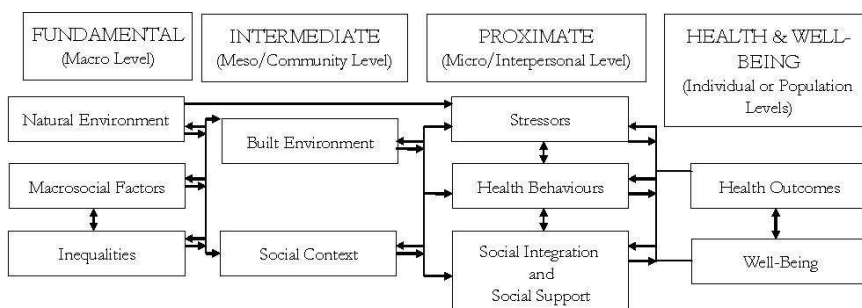 FUNDAMENTAL
(Macro Level)
INTERMEDIATE
(Meso/Community Level)
PROXIMATE
(Micro/Interpersonal Level)
HEALTH & WELL-
BEING
(Individual or Population
Levels)
Natural Environment
Macrosocial Factors
Inequalities
Built Environment
Social Context
Stressors
Health Behaviours
Social Integration
and
Social Support
Health Outcomes
Well-Being